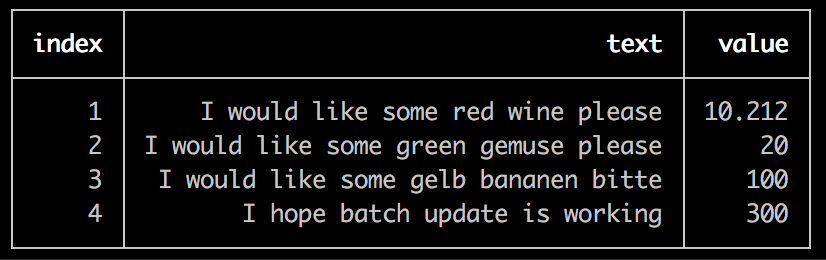 index text value
1 I would like some red wine please 10.212
2 I would like some green gemuse please 20
3 I would like some gelb bananen bitte 100
4 I hope batch update is working 300